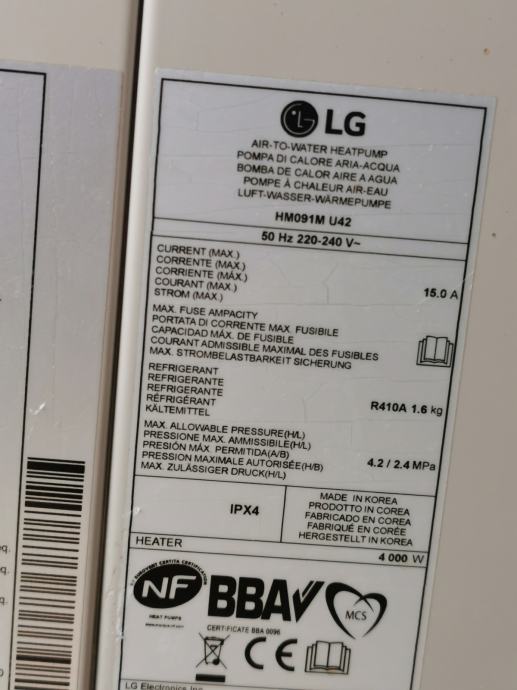 LG
AIR-TO-WATER HEATPUMP
POMPA DI CALORE ARIA-ACQUA
BOMBA DE CALOR AIRE A AGUA
POMPE À CHALEUR AIR-EAU
LUFT-WASSER-WÄRMEPUMPE
HM091M U42
50 Hz 220-240 V~
CURRENT (MAX.)
CORRENTE (MAX.)
CORRIENTE (MÁX.)
COURANT (MAX.)
STROM (MAX.)
15.0 A
MAX. FUSE AMPACITY
PORTATA DI CORRENTE MAX. FUSIBILE
CAPACIDAD MÁX. DE FUSIBLE
COURANT ADMISSIBLE MAXIMAL DES FUSIBLES
MAX. STROMBELASTBARKEIT SICHERUNG
REFRIGERANT
REFRIGERANTE
REFRIGERANTE
RÉFRIGÉRANT
KÄLTEMITTEL
R410A 1.6 kg
MAX. ALLOWABLE PRESSURE(H/L)
PRESSIONE MAX. AMMISSIBILE(H/L)
PRESIÓN MÁX. PERMITIDA(A/B)
PRESSION MAXIMALE AUTORISÉE(H/B)
MAX. ZULÄSSIGER DRUCK(H/L)
4.2 / 2.4 MPa
IPX4
MADE IN KOREA
PRODOTTO IN COREA
FABRICADO EN COREA
FABRIQUÉ EN CORÉE
HERGESTELLT IN KOREA
HEATER
4 000 W
NF
HEAT PUMPS
BBA
MCS
CERTIFICATE BBA 0096
CE
LG Electronics Inc.